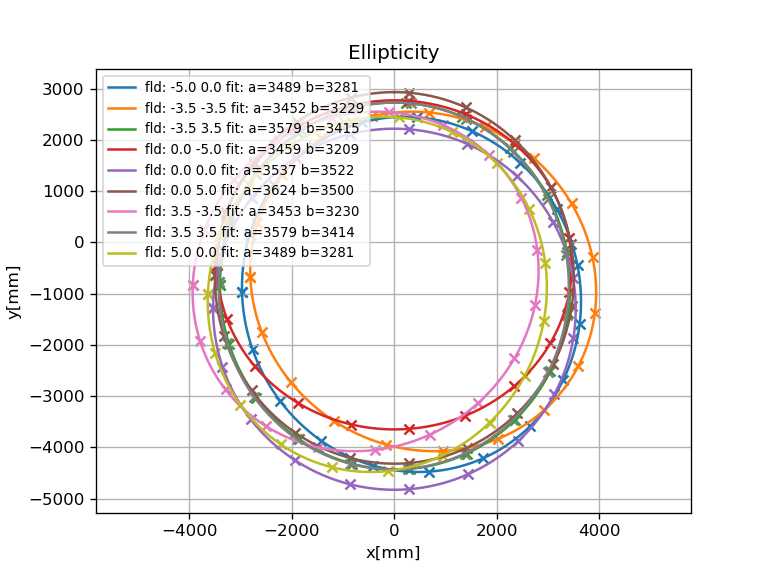 Ellipticity
fld: -5.0 0.0 fit: a=3489 b=3281
fld: -3.5 -3.5 fit: a=3452 b=3229
fld: -3.5 3.5 fit: a=3579 b=3415
fld: 0.0 -5.0 fit: a=3459 b=3209
fld: 0.0 0.0 fit: a=3537 b=3522
fld: 0.0 5.0 fit: a=3624 b=3500
fld: 3.5 -3.5 fit: a=3453 b=3230
fld: 3.5 3.5 fit: a=3579 b=3414
fld: 5.0 0.0 fit: a=3489 b=3281
3000
2000
1000
0
−1000
−2000
−3000
−4000
−5000
y[mm]
−4000 −2000 0 2000 4000
x[mm]